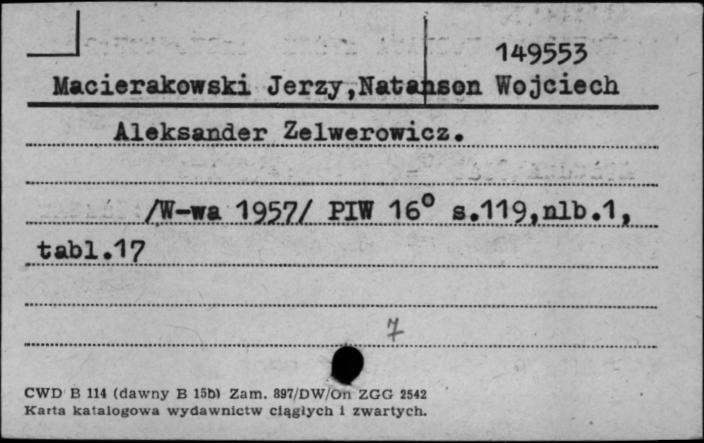 149553
Macierakowski Jerzy,Natanson Wojciech
Aleksander Zelwerowicz.
/W-wa 1957/ PIW 16° s.119,nlb.1,
tabl.17
7
CWD B 114 (dawny B 15b) Zam. 897/DW/On ZGG 2542
Karta katalogowa wydawnictw ciągłych i zwartych.